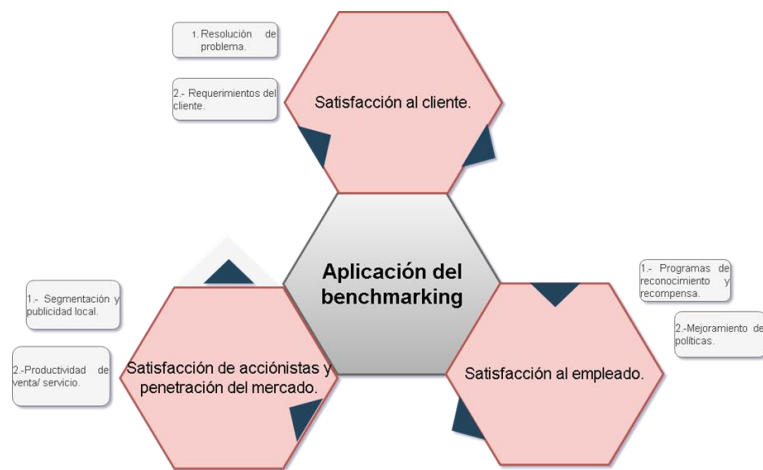 1. Resolución de
problema.
2.- Requerimientos del
cliente.
Satisfacción al cliente.
Aplicación del
benchmarking
1.- Segmentación y
publicidad local.
2.-Productividad de
venta/ servicio.
Satisfacción de acciónistas y
penetración del mercado.
1.- Programas de
reconocimiento y
recompensa.
2.-Mejoramiento de
políticas.
Satisfacción al empleado.